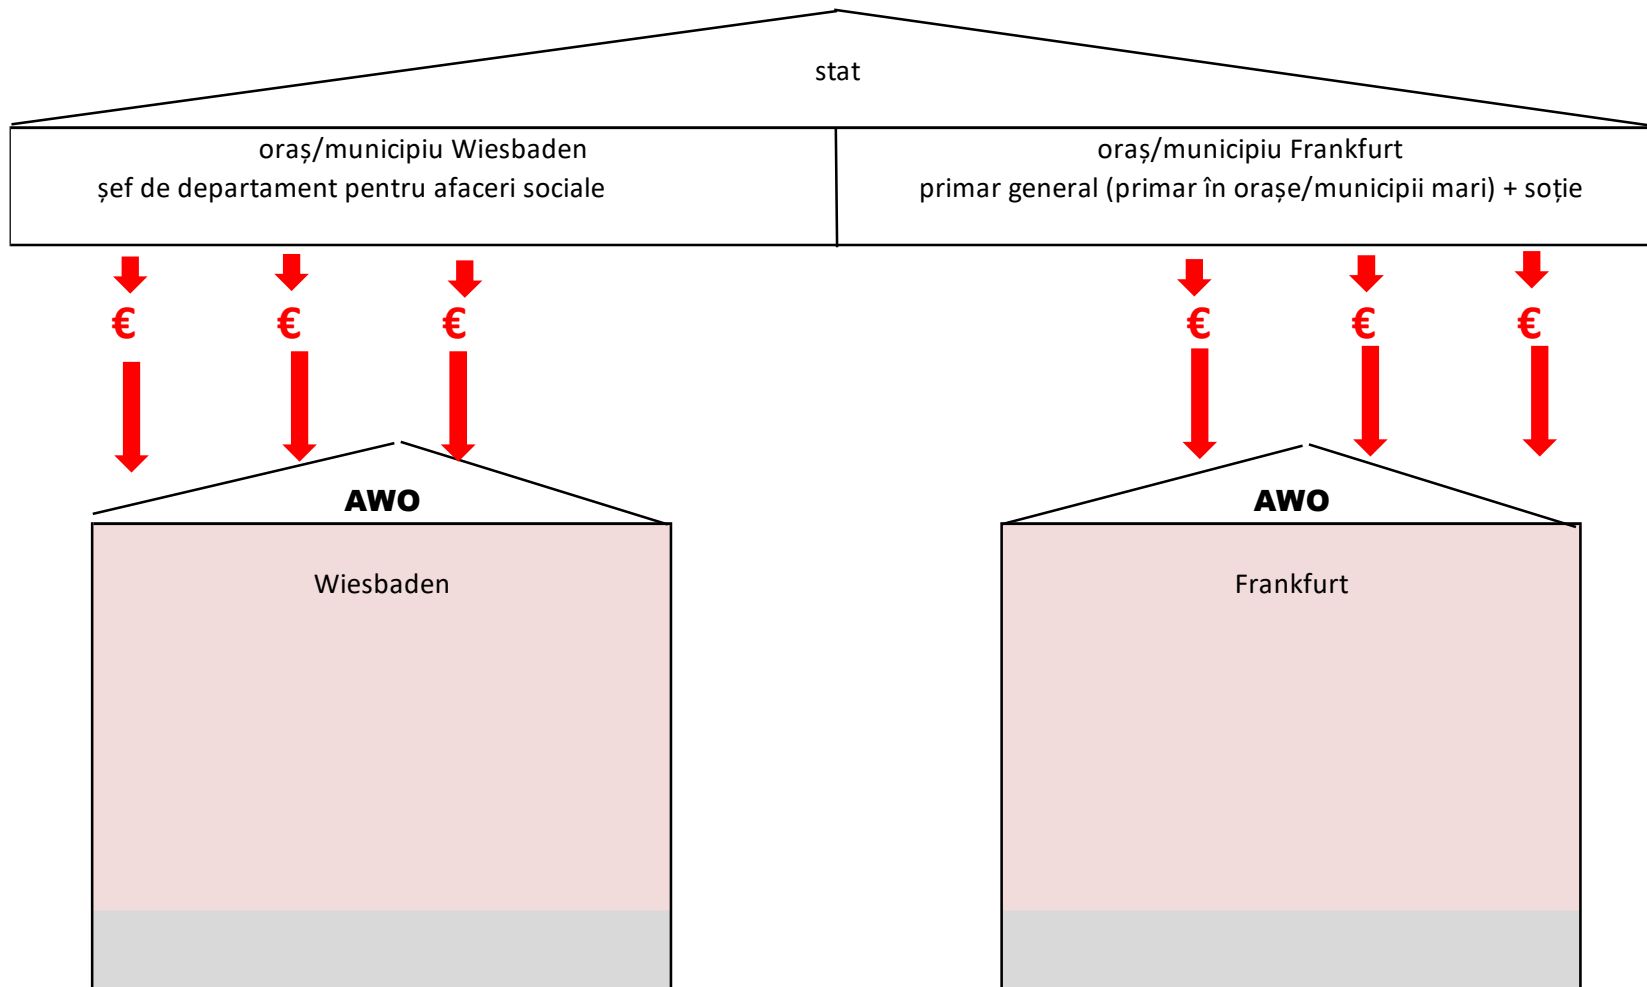 stat
oraș/municipiu Wiesbaden
șef de departament pentru afaceri sociale
oraș/municipiu Frankfurt
primar general (primar în orașe/municipii mari) + soție
€ € €
€ € €
AWO
Wiesbaden
AWO
Frankfurt